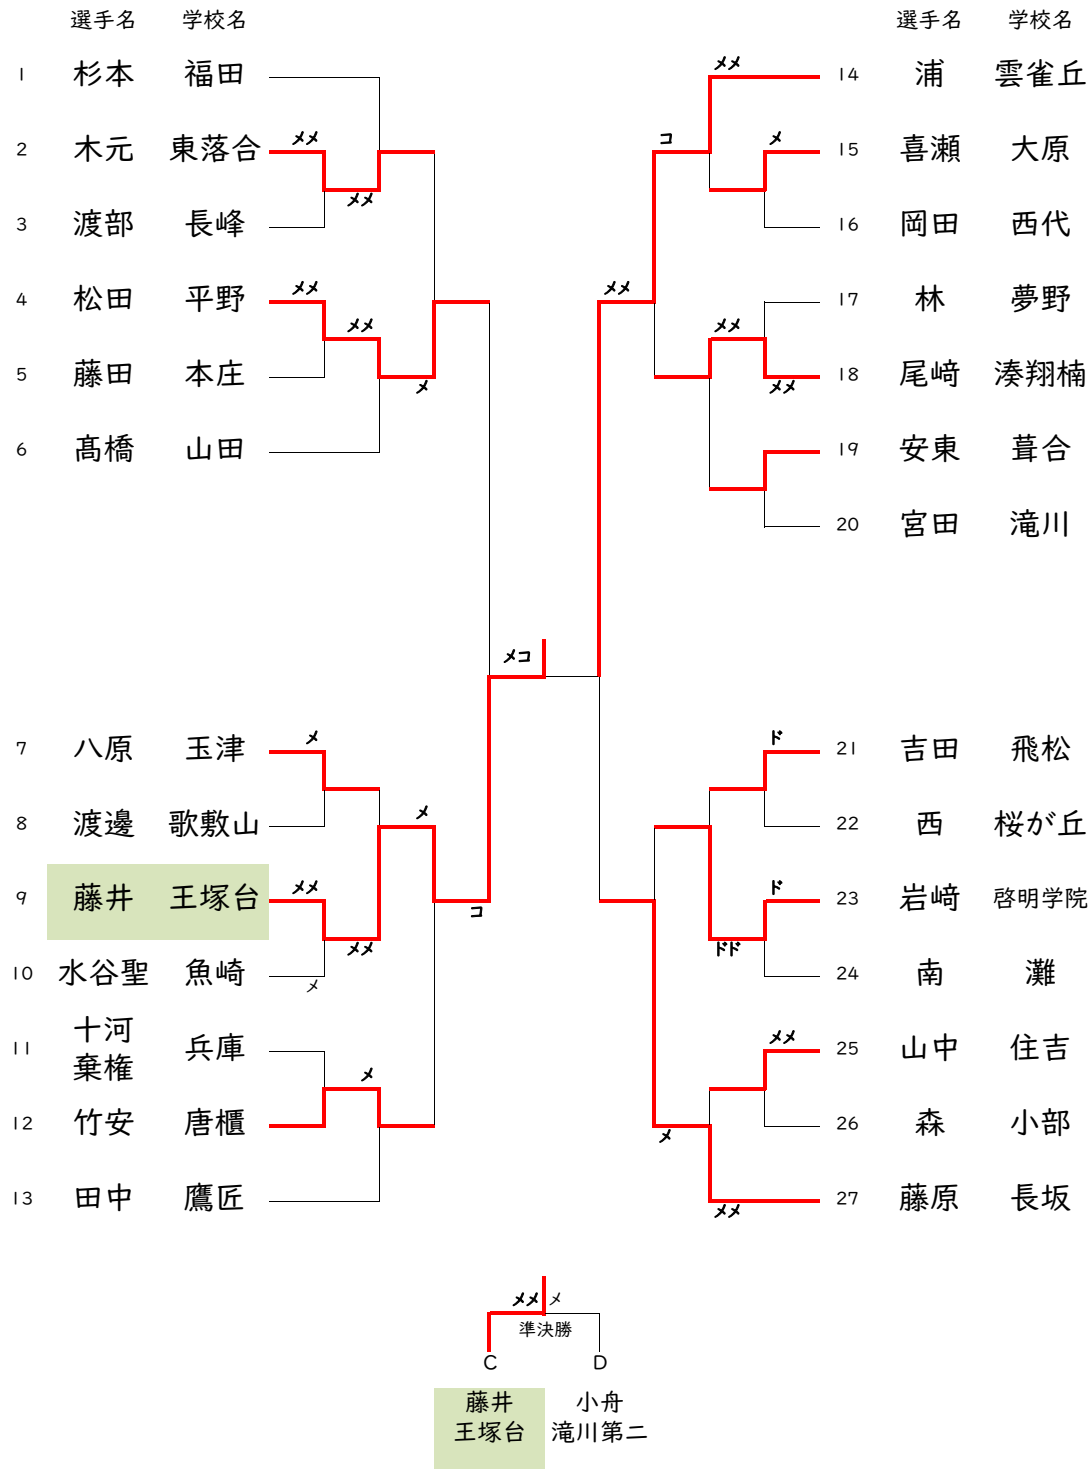 選手名 学校名
1 杉本 福田
2 木元 東落合 メメ
メメ
3 渡部 長峰
4 松田 平野 メメ
メメ
5 藤田 本庄 メ
6 髙橋 山田
メコ
7 八原 玉津 メ
8 渡邊 歌敷山 メ
9 藤井 王塚台 メメ
コ
メメ
10 水谷聖 魚崎 メ
11 十河 兵庫
棄権
メ
12 竹安 唐櫃
13 田中 鷹匠
選手名 学校名
メメ 14 浦 雲雀丘
コ メ 15 喜瀬 大原
16 岡田 西代
メメ 17 林 夢野
メメ
18 尾﨑 湊翔楠
メメ
19 安東 葺合
20 宮田 滝川
ド 21 吉田 飛松
22 西 桜が丘
ド 23 岩﨑 啓明学院
ドド
24 南 灘
メメ 25 山中 住吉
26 森 小部
メ
27 藤原 長坂
メメ
メメ メ
準決勝
C D
藤井 小舟
王塚台 滝川第二